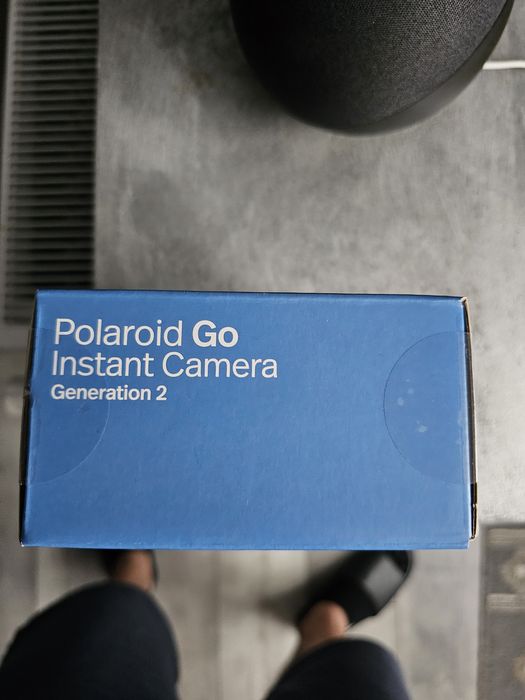 Polaroid Go
Instant Camera
Generation 2